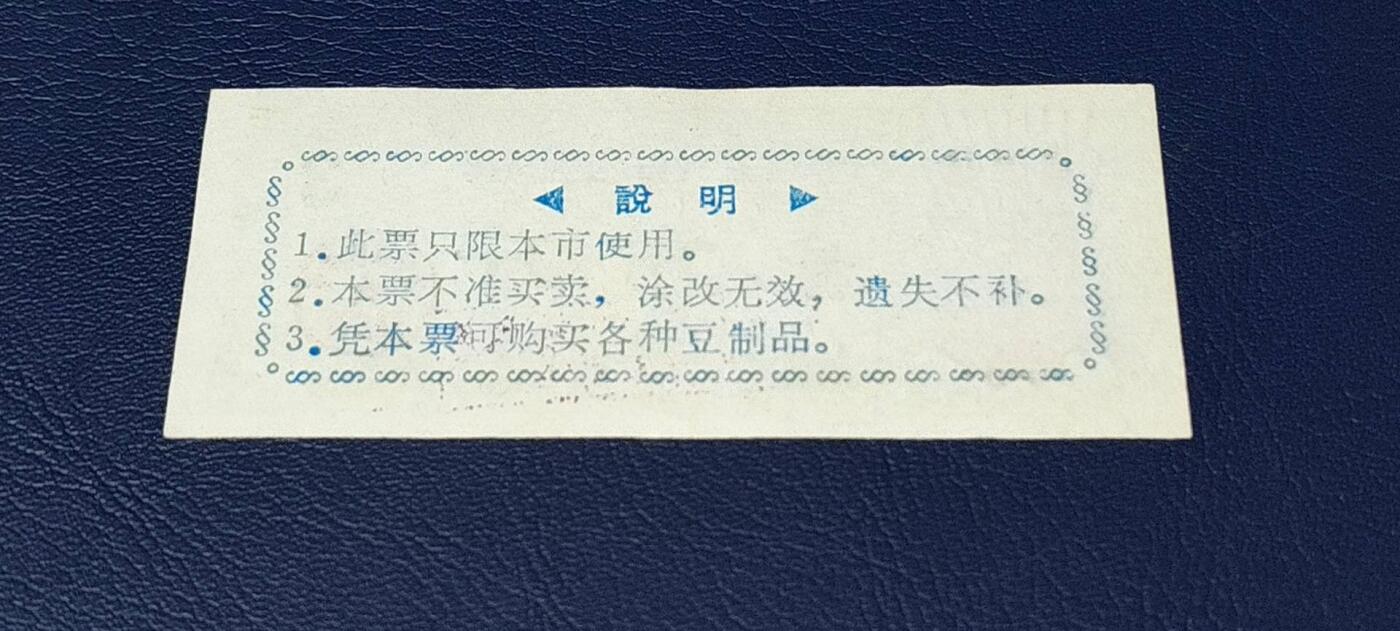 說 明
1.此票只限本市使用。
2.本票不准买卖，涂改无效，遗失不补。
3.凭本票可购买各种豆制品。